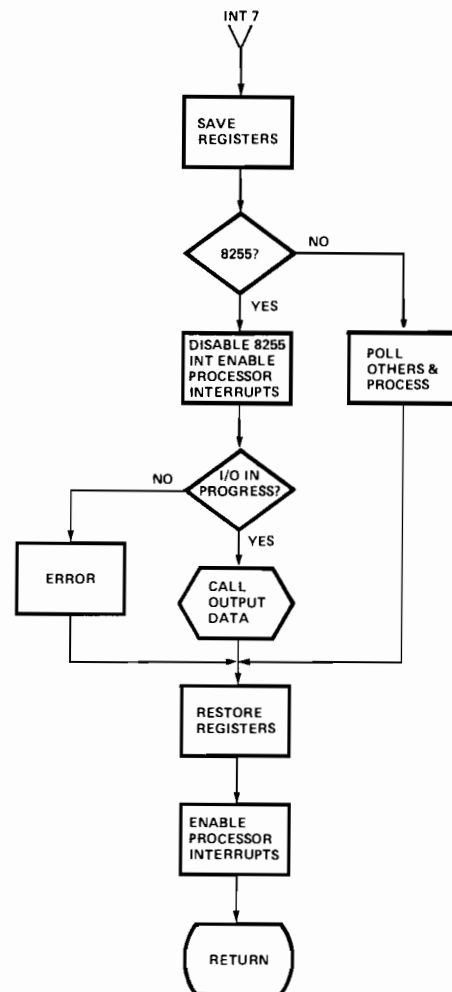 INT 7
SAVE
REGISTERS
8255?
NO
YES
DISABLE 8255
INT ENABLE
PROCESSOR
INTERRUPTS
POLL
OTHERS &
PROCESS
I/O IN
PROGRESS?
NO
YES
ERROR
CALL
OUTPUT
DATA
RESTORE
REGISTERS
ENABLE
PROCESSOR
INTERRUPTS
RETURN